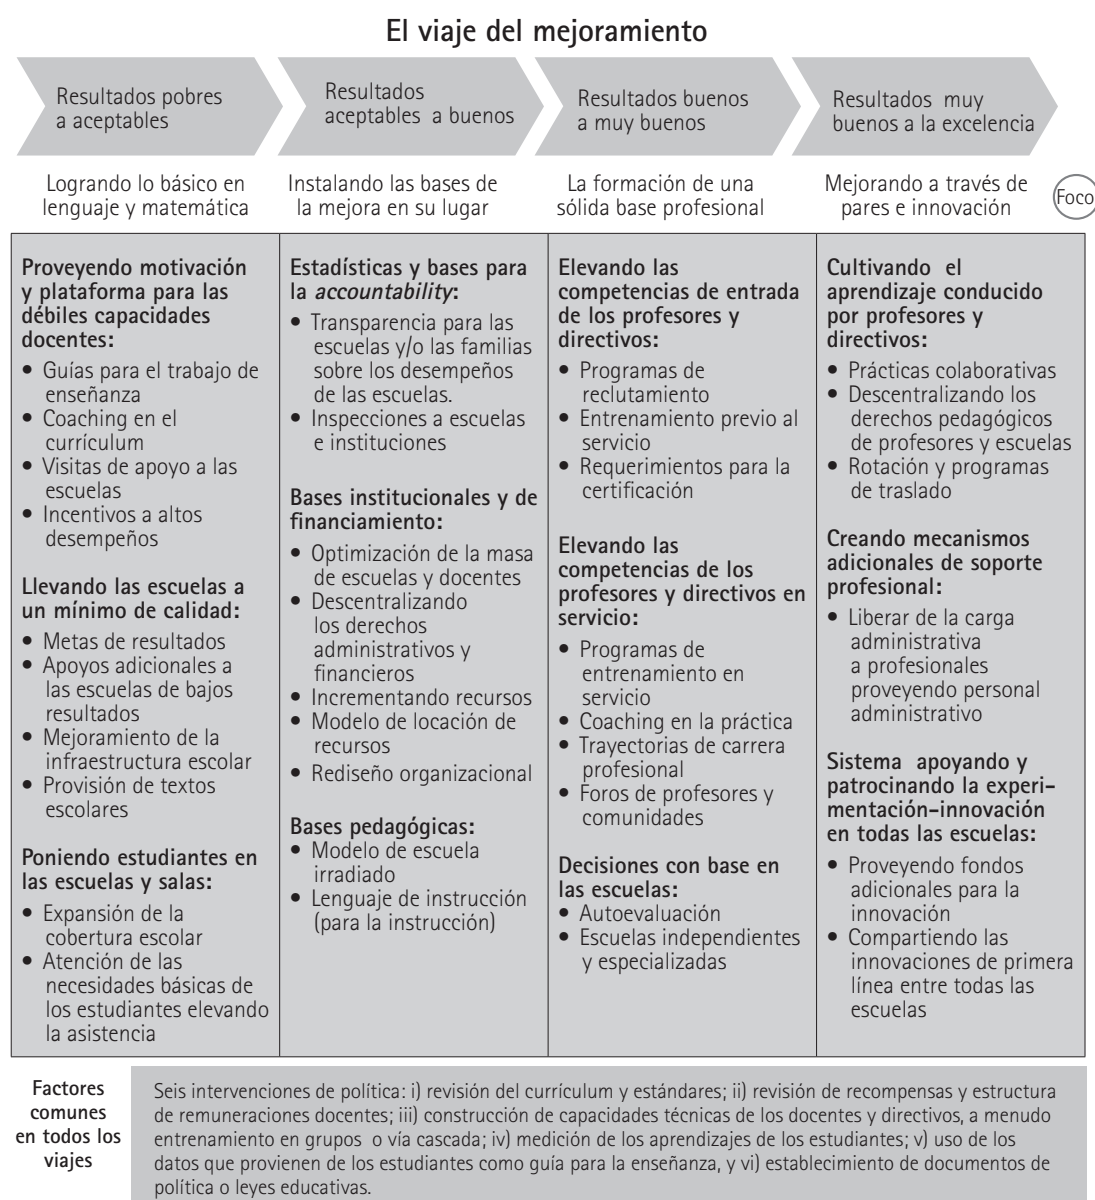 El viaje del mejoramiento
Resultados pobres
a aceptables
Resultados
aceptables a buenos
Resultados buenos
a muy buenos
Resultados muy
buenos a la excelencia
Logrando lo básico en
lenguaje y matemática
Instalando las bases de
la mejora en su lugar
La formación de una
sólida base profesional
Mejorando a través de
pares e innovación
Foco
Proveyendo motivación
y plataforma para las
débiles capacidades
docentes:
• Guías para el trabajo de
enseñanza
• Coaching en el
currículum
• Visitas de apoyo a las
escuelas
• Incentivos a altos
desempeños
Llevando las escuelas a
un mínimo de calidad:
• Metas de resultados
• Apoyos adicionales a
las escuelas de bajos
resultados
• Mejoramiento de la
infraestructura escolar
• Provisión de textos
escolares
Poniendo estudiantes en
las escuelas y salas:
• Expansión de la
cobertura escolar
• Atención de las
necesidades básicas de
los estudiantes elevando
la asistencia
Estadísticas y bases para
la accountability:
• Transparencia para las
escuelas y/o las familias
sobre los desempeños
de las escuelas.
• Inspecciones a escuelas
e instituciones
Bases institucionales y de
financiamiento:
• Optimización de la masa
de escuelas y docentes
• Descentralizando
los derechos
administrativos y
financieros
• Incrementando recursos
• Modelo de locación de
recursos
• Rediseño organizacional
Bases pedagógicas:
• Modelo de escuela
irradiado
• Lenguaje de instrucción
(para la instrucción)
Elevando las
competencias de entrada
de los profesores y
directivos:
• Programas de
reclutamiento
• Entrenamiento previo al
servicio
• Requerimientos para la
certificación
Elevando las
competencias de los
profesores y directivos en
servicio:
• Programas de
entrenamiento en
servicio
• Coaching en la práctica
• Trayectorias de carrera
profesional
• Foros de profesores y
comunidades
Decisiones con base en
las escuelas:
• Autoevaluación
• Escuelas independientes
y especializadas
Cultivando el
aprendizaje conducido
por profesores y
directivos:
• Prácticas colaborativas
• Descentralizando los
derechos pedagógicos
de profesores y escuelas
• Rotación y programas
de traslado
Creando mecanismos
adicionales de soporte
profesional:
• Liberar de la carga
administrativa
a profesionales
proveyendo personal
administrativo
Sistema apoyando y
patrocinando la experi-
mentación-innovación
en todas las escuelas:
• Proveyendo fondos
adicionales para la
innovación
• Compartiendo las
innovaciones de primera
línea entre todas las
escuelas
Factores
comunes
en todos los
viajes
Seis intervenciones de política: i) revisión del currículum y estándares; ii) revisión de recompensas y estructura
de remuneraciones docentes; iii) construcción de capacidades técnicas de los docentes y directivos, a menudo
entrenamiento en grupos o vía cascada; iv) medición de los aprendizajes de los estudiantes; v) uso de los
datos que provienen de los estudiantes como guía para la enseñanza, y vi) establecimiento de documentos de
política o leyes educativas.